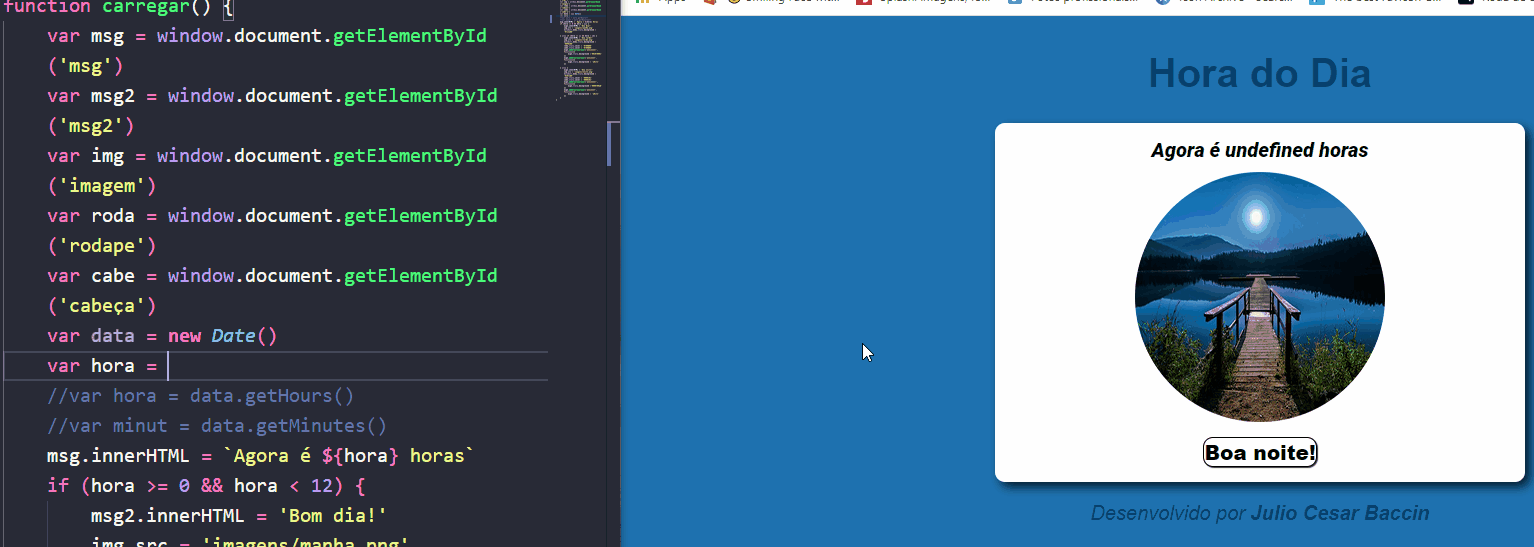 function carregar() {
var msg = window.document.getElementById
('msg')
var msg2 = window.document.getElementById
('msg2')
var img = window.document.getElementById
('imagem')
var roda = window.document.getElementById
('rodape')
var cabe = window.document.getElementById
('cabeça')
var data = new Date()
var hora =
//var hora = data.getHours()
//var minut = data.getMinutes()
msg.innerHTML = `Agora é ${hora} horas`
if (hora >= 0 && hora < 12) {
msg2.innerHTML = 'Bom dia!'
img.src = 'imagens/manha.png'
Hora do Dia
Agora é undefined horas
Boa noite!
Desenvolvido por Julio Cesar Baccin